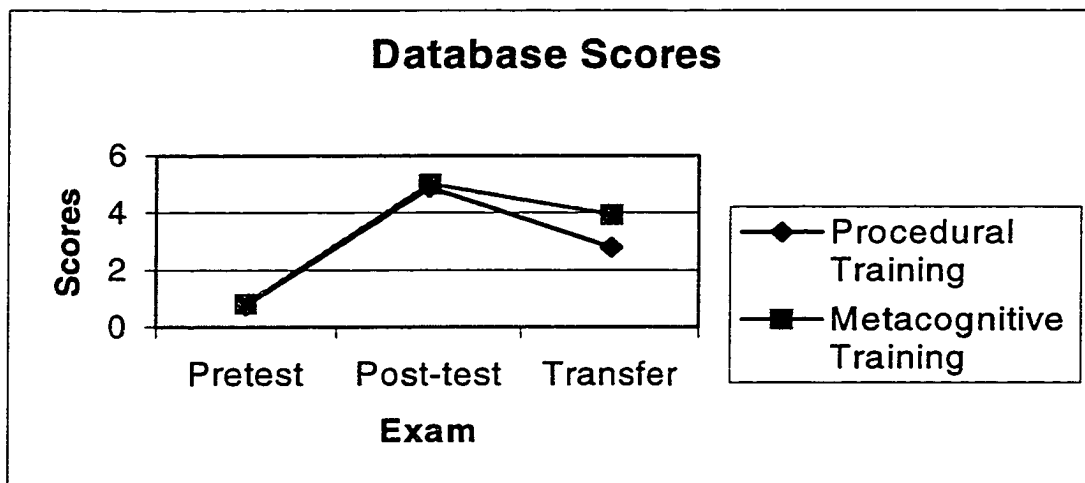 Database Scores
6
4
2
0
Scores
Pretest
Post-test
Transfer
Exam
Procedural
Training
Metacognitive
Training